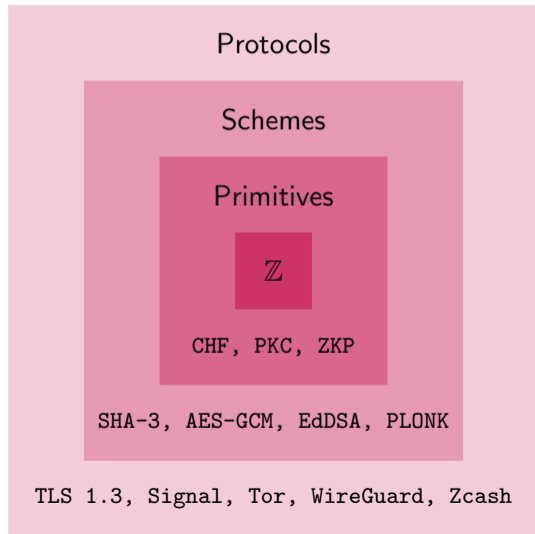 Protocols
Schemes
Primitives
ℤ
CHF, PKC, ZKP
SHA-3, AES-GCM, EdDSA, PLONK
TLS 1.3, Signal, Tor, WireGuard, Zcash